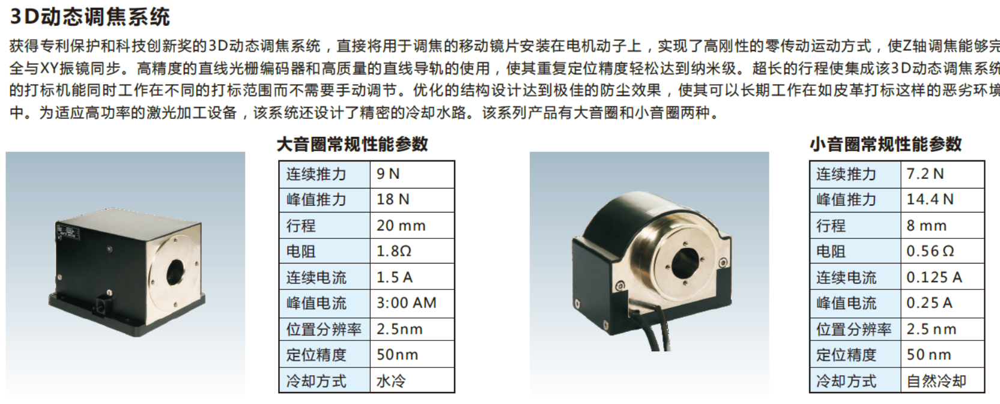 3D动态调焦系统
获得专利保护和科技创新奖的3D动态调焦系统，直接将用于调焦的移动镜片安装在电机动子上，实现了高刚性的零传动运动方式，使Z轴调焦能够完
全与XY振镜同步。高精度的直线光栅编码器和高质量的直线导轨的使用，使其重复定位精度轻松达到纳米级。超长的行程使集成该3D动态调焦系统
的打标机能同时工作在不同的打标范围而不需要手动调节。优化的结构设计达到极佳的防尘效果，使其可以长期工作在如皮革打标这样的恶劣环境
中。为适应高功率的激光加工设备，该系统还设计了精密的冷却水路。该系列产品有大音圈和小音圈两种。
大音圈常规性能参数
连续推力 9 N
峰值推力 18 N
行程 20 mm
电阻 1.8Ω
连续电流 1.5 A
峰值电流 3:00 AM
位置分辨率 2.5nm
定位精度 50nm
冷却方式 水冷
小音圈常规性能参数
连续推力 7.2 N
峰值推力 14.4 N
行程 8 mm
电阻 0.56 Ω
连续电流 0.125 A
峰值电流 0.25 A
位置分辨率 2.5 nm
定位精度 50 nm
冷却方式 自然冷却